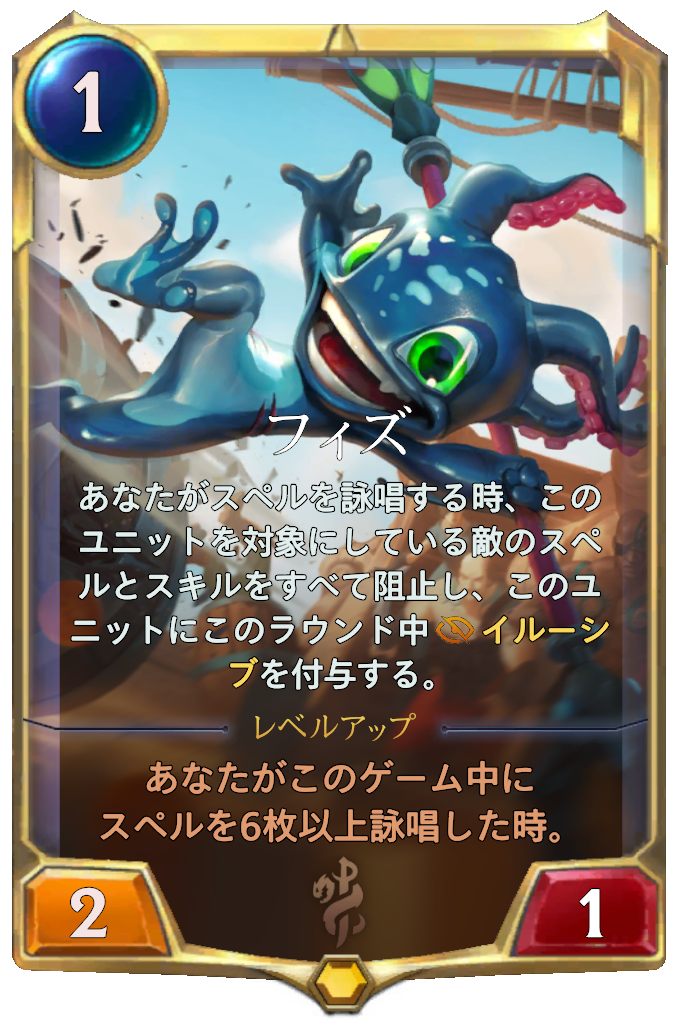 1
フィズ
あなたがスペルを詠唱する時、この
ユニットを対象にしている敵のスペ
ルとスキルをすべて阻止し、このユ
ニットにこのラウンド中イルーシ
ブを付与する。
レベルアップ
あなたがこのゲーム中に
スペルを6枚以上詠唱した時。
2
1